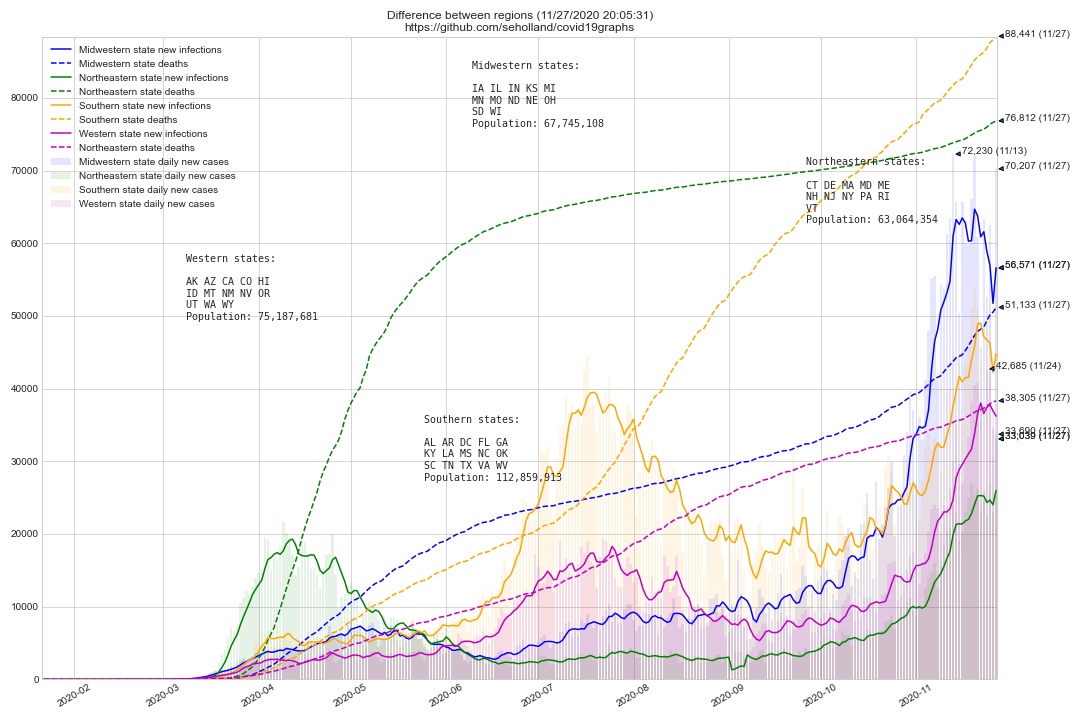 Difference between regions (11/27/2020 20:05:31)
https://github.com/seholland/covid19graphs
Midwestern state new infections
Midwestern state deaths
Northeastern state new infections
Northeastern state deaths
Southern state new infections
Southern state deaths
Western state new infections
Northeastern state deaths
Midwestern state daily new cases
Northeastern state daily new cases
Southern state daily new cases
Western state daily new cases
Midwestern states:
IA IL IN KS MI
MN MO ND NE OH
SD WI
Population: 67,745,108
Northeastern states:
CT DE MA MD ME
NH NJ NY PA RI
VT
Population: 63,064,354
Western states:
AK AZ CA CO HI
ID MT NM NV OR
UT WA WY
Population: 75,187,681
Southern states:
AL AR DC FL GA
KY LA MS NC OK
SC TN TX VA WV
Population: 112,859,913
88,441 (11/27)
76,812 (11/27)
72,230 (11/13)
70,207 (11/27)
56,571 (11/27)
51,133 (11/27)
42,685 (11/24)
38,305 (11/27)
33,690 (11/27)
33,039 (11/27)
80000
70000
60000
50000
40000
30000
20000
10000
0
2020-02
2020-03
2020-04
2020-05
2020-06
2020-07
2020-08
2020-09
2020-10
2020-11